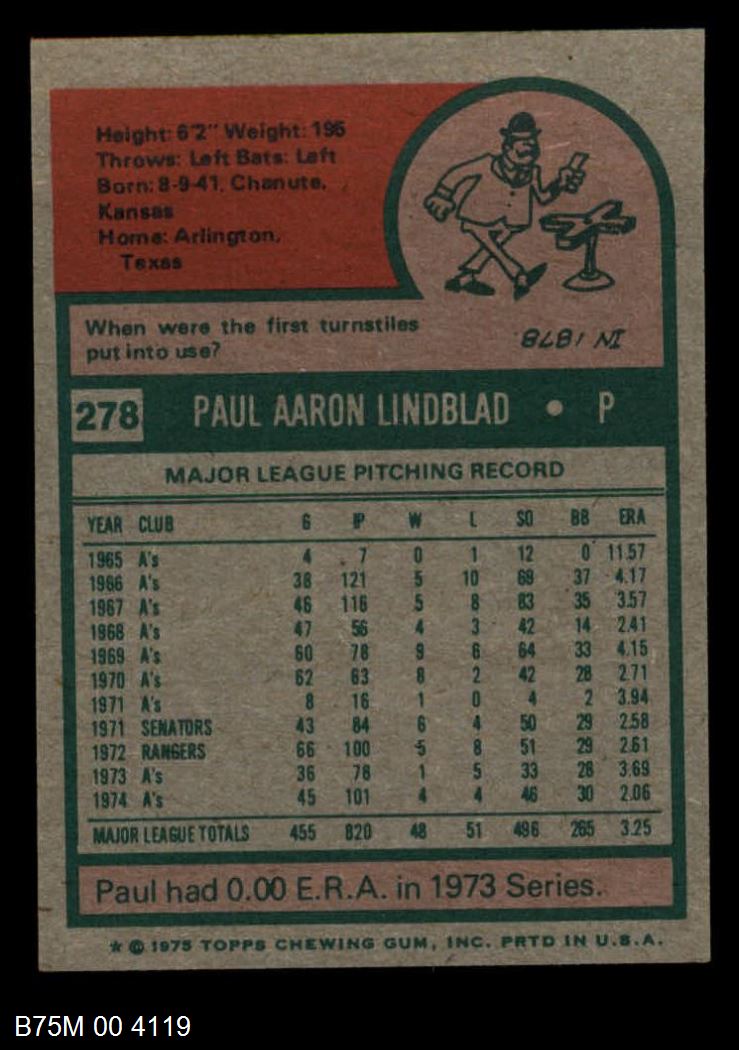 Height: 6'2" Weight: 195
Throws: Left Bats: Left
Born: 8-9-41, Chanute,
Kansas
Home: Arlington,
Texas
When were the first turnstiles
put into use?
IN 1878
278 PAUL AARON LINDBLAD • P
MAJOR LEAGUE PITCHING RECORD
YEAR CLUB G IP W L SO BB ERA
1965 A's 4 7 0 1 12 0 11.57
1966 A's 38 121 5 10 69 37 4.17
1967 A's 46 116 5 8 83 35 3.57
1968 A's 47 56 4 3 42 14 2.41
1969 A's 60 78 9 6 64 33 4.15
1970 A's 62 63 8 2 42 28 2.71
1971 A's 8 16 1 0 4 2 3.94
1971 SENATORS 43 84 6 4 50 29 2.58
1972 RANGERS 66 100 5 8 51 29 2.61
1973 A's 36 78 1 5 33 28 3.69
1974 A's 45 101 4 4 46 30 2.06
MAJOR LEAGUE TOTALS 455 820 48 51 496 265 3.25
Paul had 0.00 E.R.A. in 1973 Series.
★ © 1975 TOPPS CHEWING GUM, INC. PRTD IN U.S.A.
B75M 00 4119